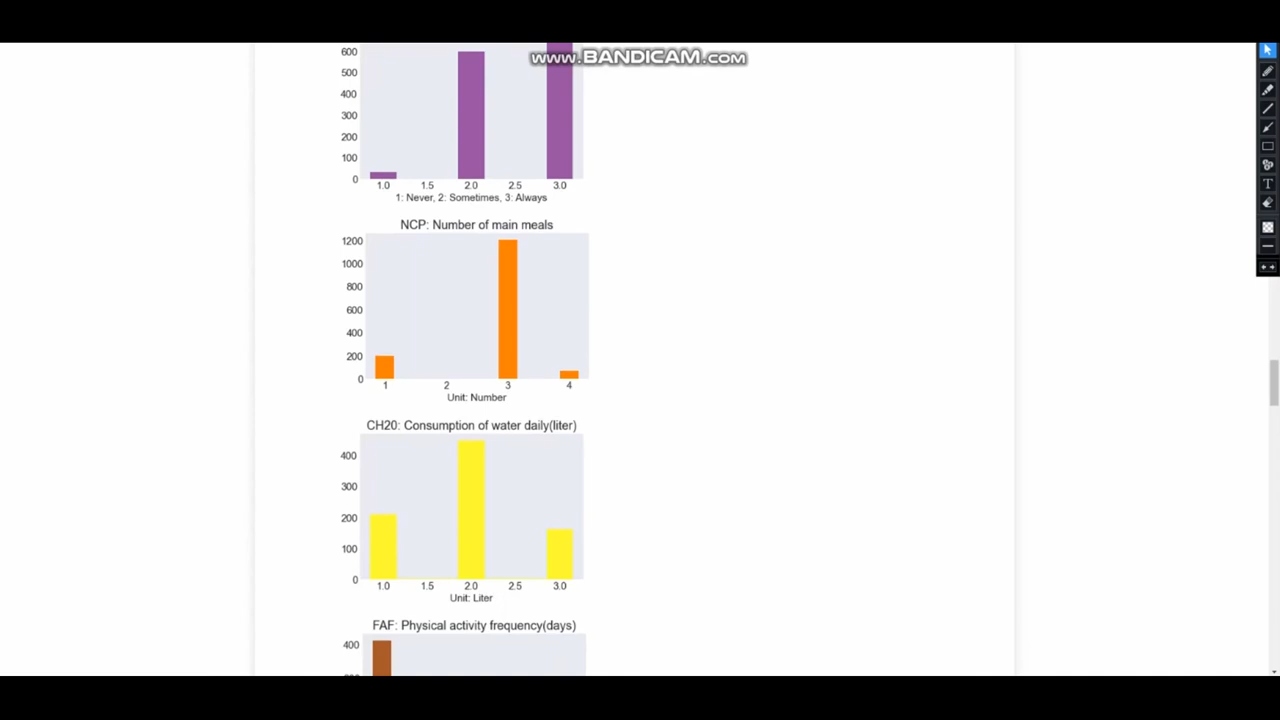 www.BANDICAM.com
600
500
400
300
200
100
0
1.0 1.5 2.0 2.5 3.0
1: Never, 2: Sometimes, 3: Always
NCP: Number of main meals
1200
1000
800
600
400
200
0
1 2 3 4
Unit: Number
CH20: Consumption of water daily(liter)
400
300
200
100
0
1.0 1.5 2.0 2.5 3.0
Unit: Liter
FAF: Physical activity frequency(days)
400